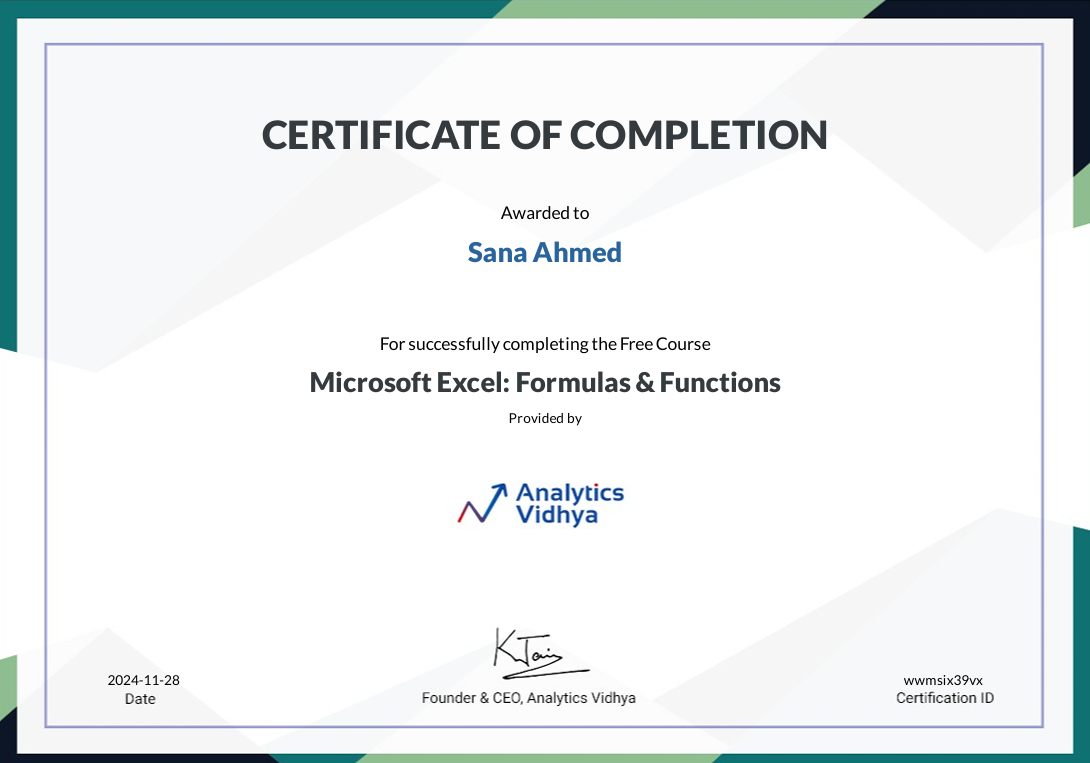 CERTIFICATE OF COMPLETION
Awarded to
Sana Ahmed
For successfully completing the Free Course
Microsoft Excel: Formulas & Functions
Provided by
Analytics
Vidhya
KJain
2024-11-28
Date
Founder & CEO, Analytics Vidhya
wwmsix39vx
Certification ID